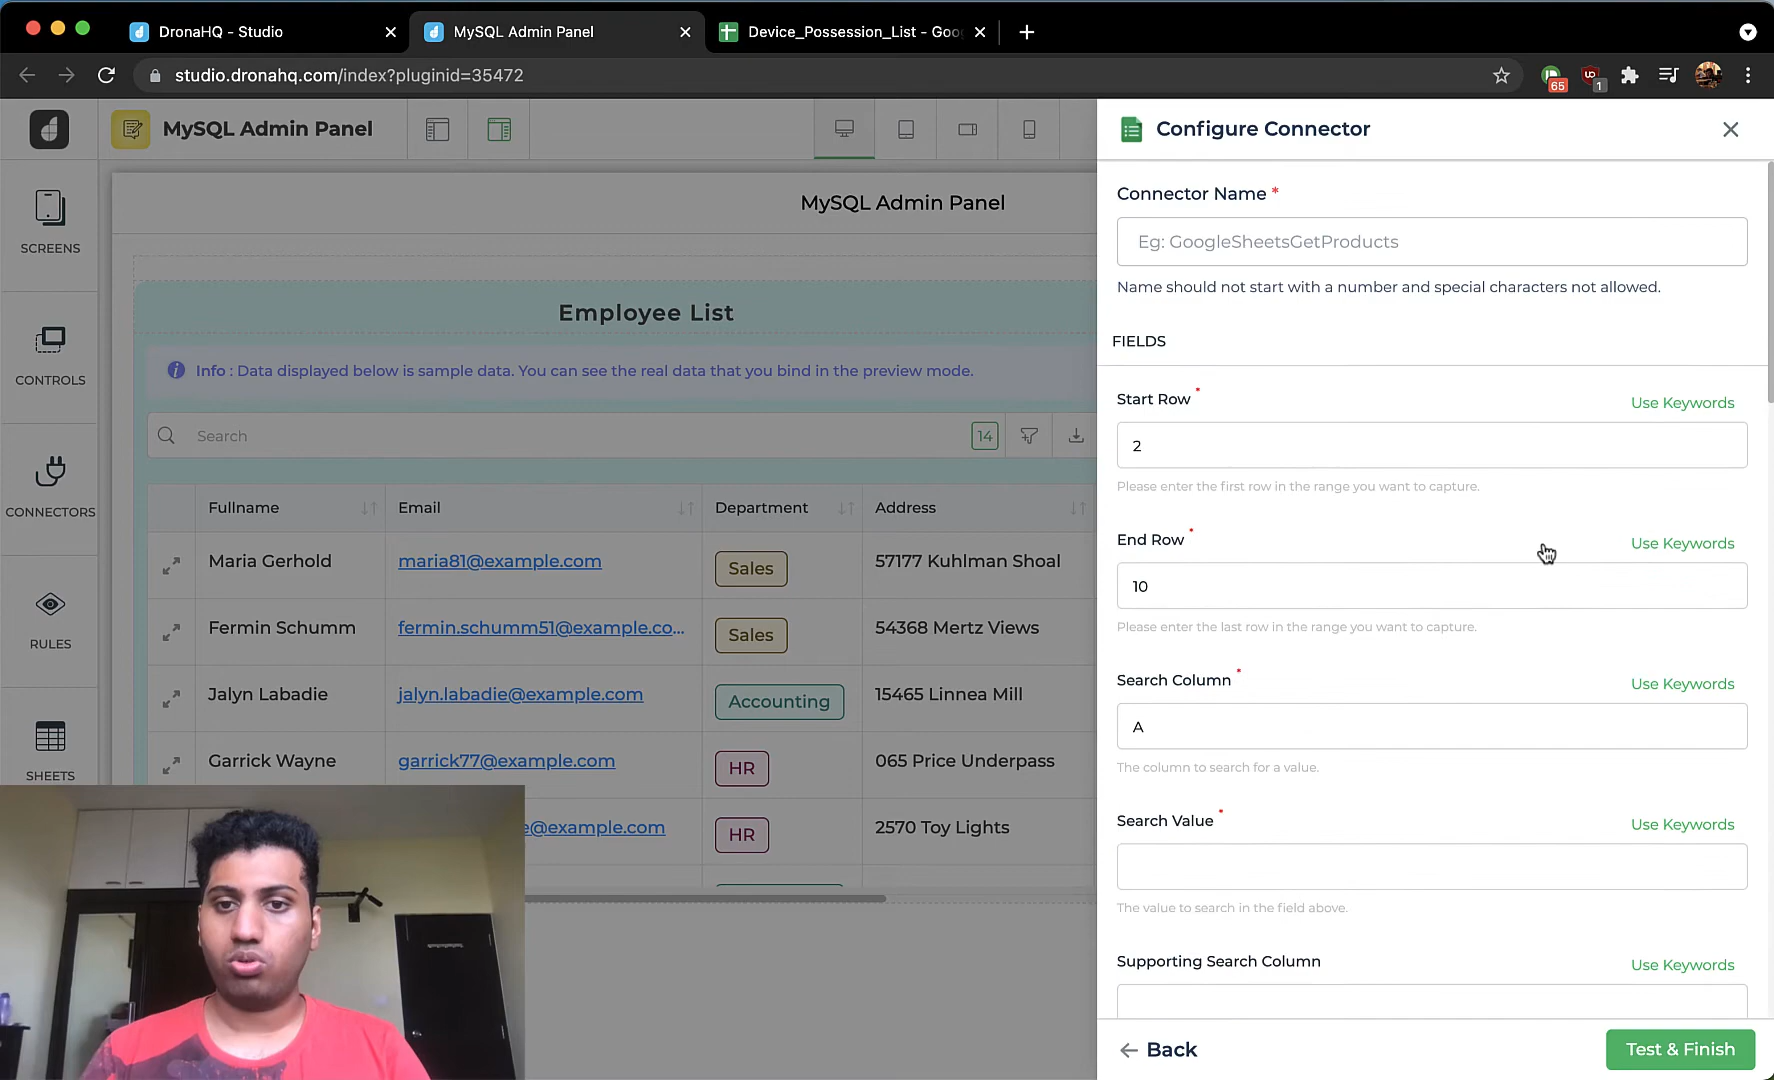 DronaHQ - Studio
MySQL Admin Panel
Device_Possession_List - Goo
studio.dronahq.com/index?pluginid=35472
65
1
MySQL Admin Panel
SCREENS
CONTROLS
CONNECTORS
RULES
SHEETS
MySQL Admin Panel
Employee List
Info : Data displayed below is sample data. You can see the real data that you bind in the preview mode.
Search
14
Fullname Email Department Address
Maria Gerhold maria81@example.com Sales 57177 Kuhlman Shoal
Fermin Schumm fermin.schumm51@example.co... Sales 54368 Mertz Views
Jalyn Labadie jalyn.labadie@example.com Accounting 15465 Linnea Mill
Garrick Wayne garrick77@example.com HR 065 Price Underpass
e@example.com HR 2570 Toy Lights
Configure Connector
Connector Name *
Eg: GoogleSheetsGetProducts
Name should not start with a number and special characters not allowed.
FIELDS
Start Row *
Use Keywords
2
Please enter the first row in the range you want to capture.
End Row *
Use Keywords
10
Please enter the last row in the range you want to capture.
Search Column *
Use Keywords
A
The column to search for a value.
Search Value *
Use Keywords
The value to search in the field above.
Supporting Search Column
Use Keywords
Back
Test & Finish